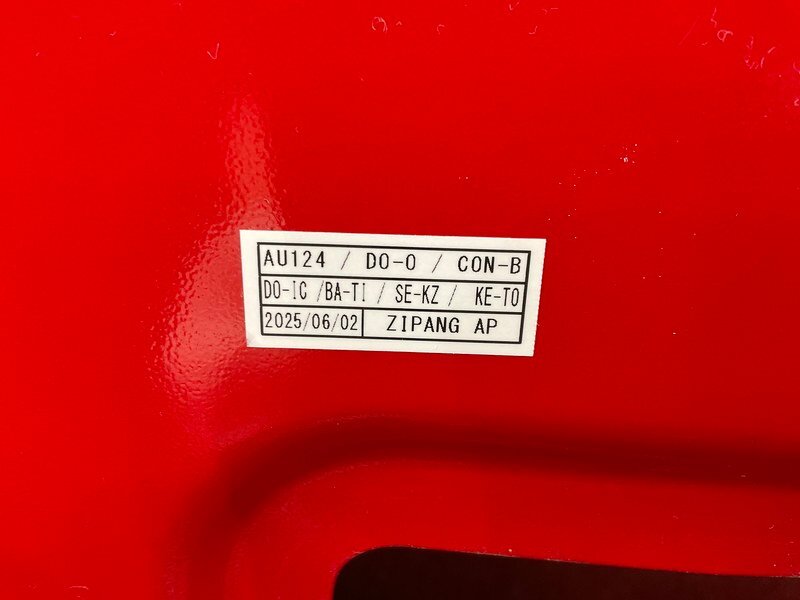 AU124 / DO-O / CON-B
DO-IC /BA-TI / SE-KZ / KE-TO
2025/06/02 ZIPANG AP